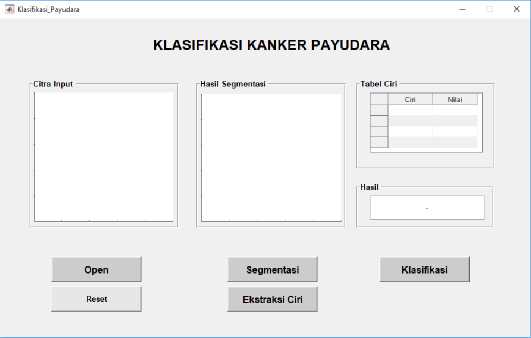 Klasifikasi_Payudara
KLASIFIKASI KANKER PAYUDARA
Citra Input
Hasil Segmentasi
Tabel Ciri
Ciri Nilai
Hasil
-
Open
Segmentasi
Klasifikasi
Reset
Ekstraksi Ciri